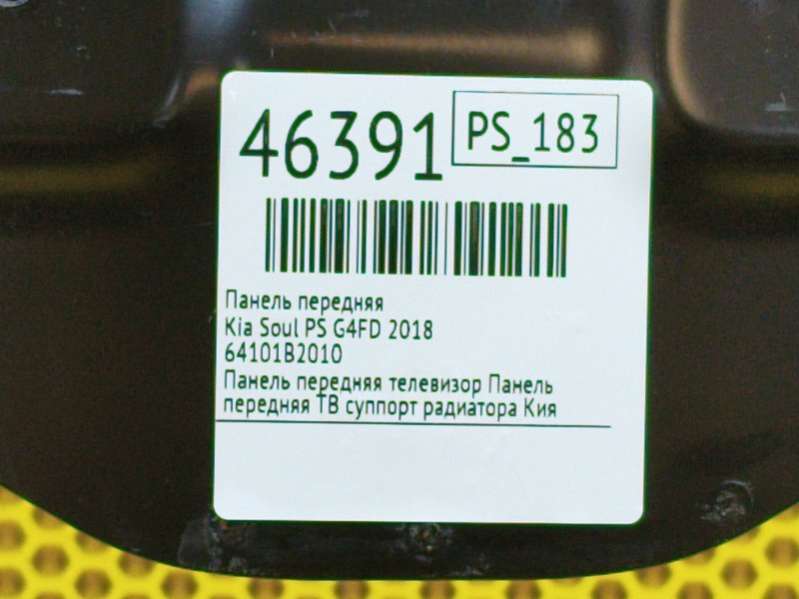 46391
PS_183
Панель передняя
Kia Soul PS G4FD 2018
64101B2010
Панель передняя телевизор Панель
передняя ТВ суппорт радиатора Кия